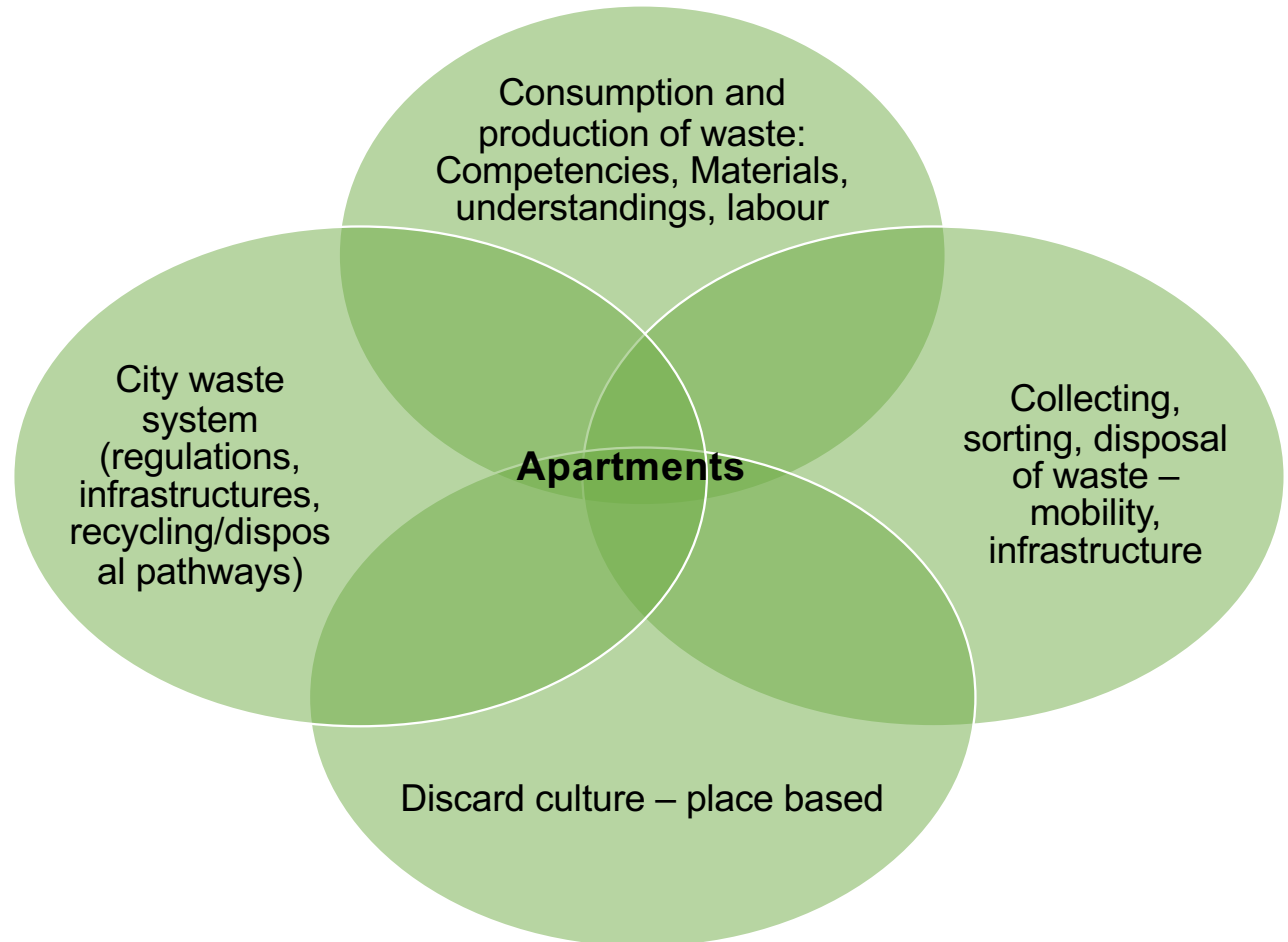 Consumption and
production of waste:
Competencies, Materials,
understandings, labour
City waste
system
(regulations,
infrastructures,
recycling/dispos
al pathways)
Apartments
Collecting,
sorting, disposal
of waste –
mobility,
infrastructure
Discard culture – place based